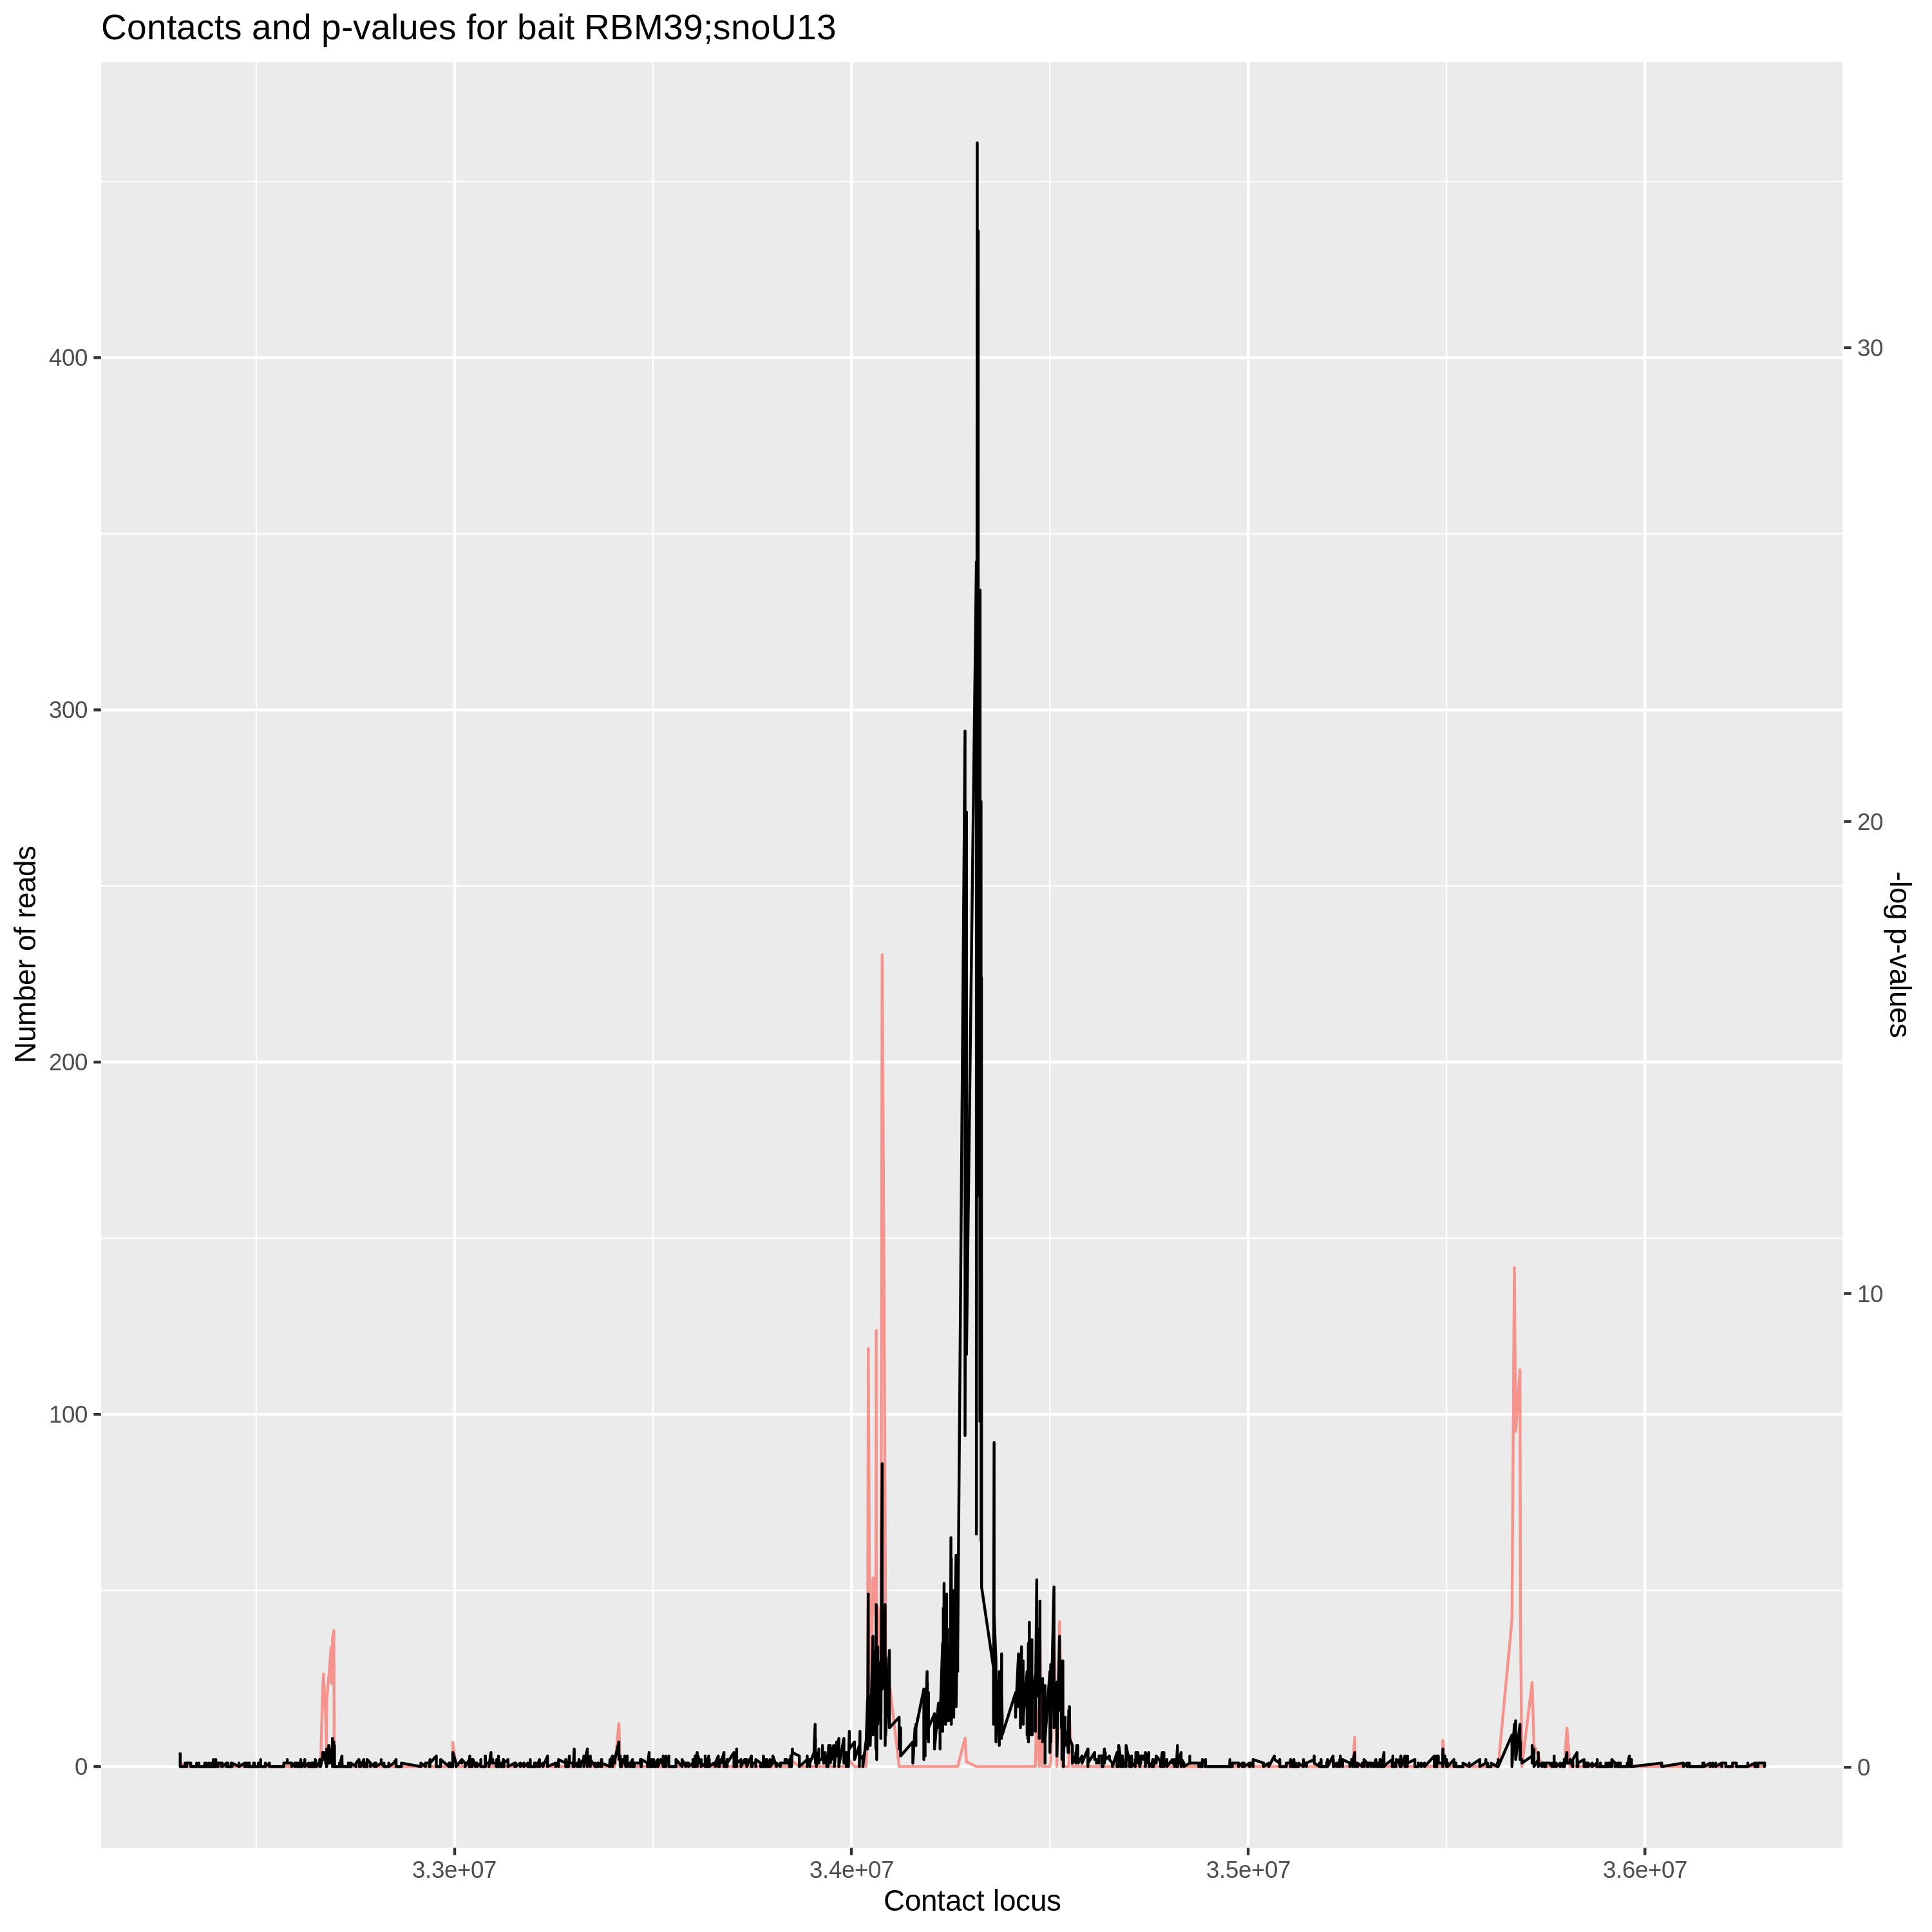 Contacts and p-values for bait RBM39;snoU13
400
300
200
100
0
30
20
10
0
Number of reads
-log p-values
3.3e+07 3.4e+07 3.5e+07 3.6e+07
Contact locus